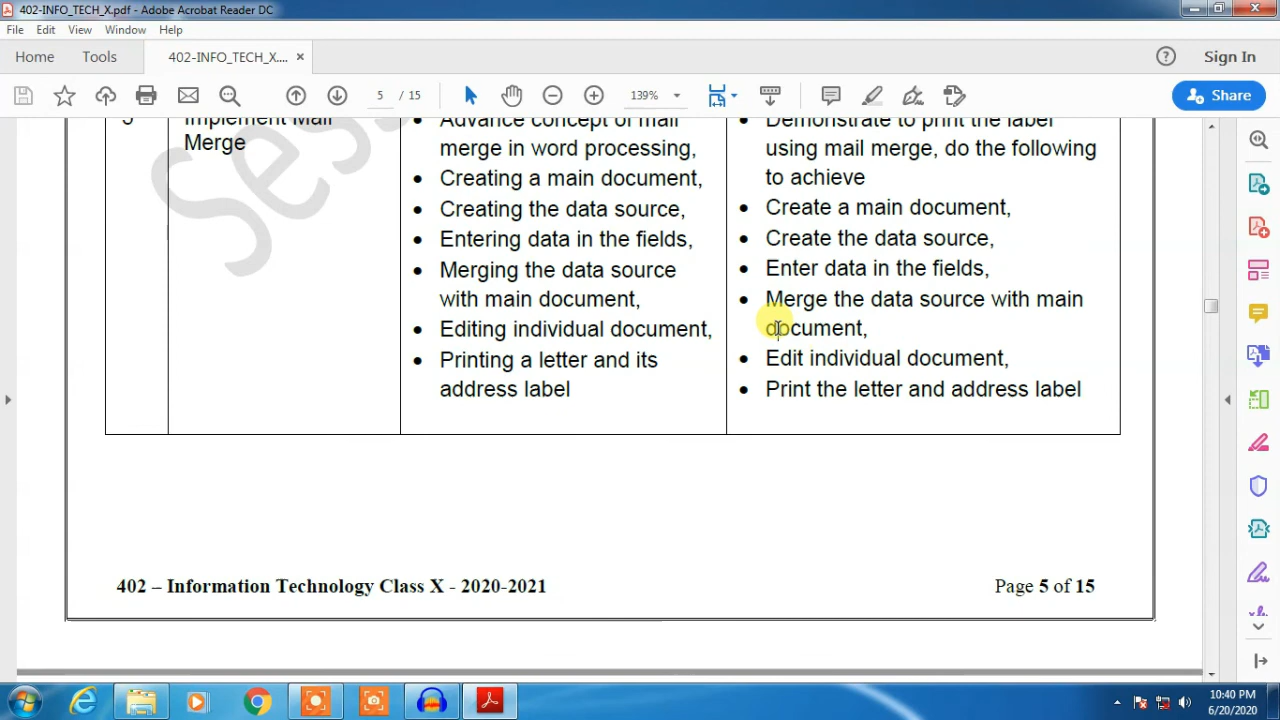 402-INFO_TECH_X.pdf - Adobe Acrobat Reader DC
File Edit View Window Help
Home Tools 402-INFO_TECH_X.... × Sign In
5 / 15 139% Share
5 Implement Mail
Merge
• Advance concept of mail
merge in word processing,
• Creating a main document,
• Creating the data source,
• Entering data in the fields,
• Merging the data source
with main document,
• Editing individual document,
• Printing a letter and its
address label
• Demonstrate to print the label
using mail merge, do the following
to achieve
• Create a main document,
• Create the data source,
• Enter data in the fields,
• Merge the data source with main
document,
• Edit individual document,
• Print the letter and address label
Ses
402 – Information Technology Class X - 2020-2021 Page 5 of 15
10:40 PM
6/20/2020